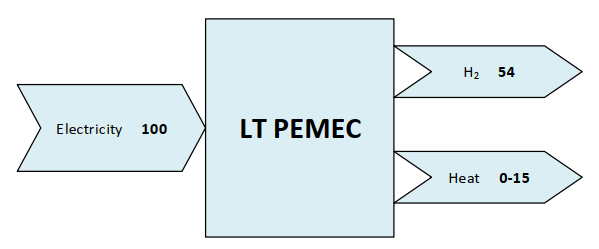 Electricity 100
LT PEMEC
H₂ 54
Heat 0-15